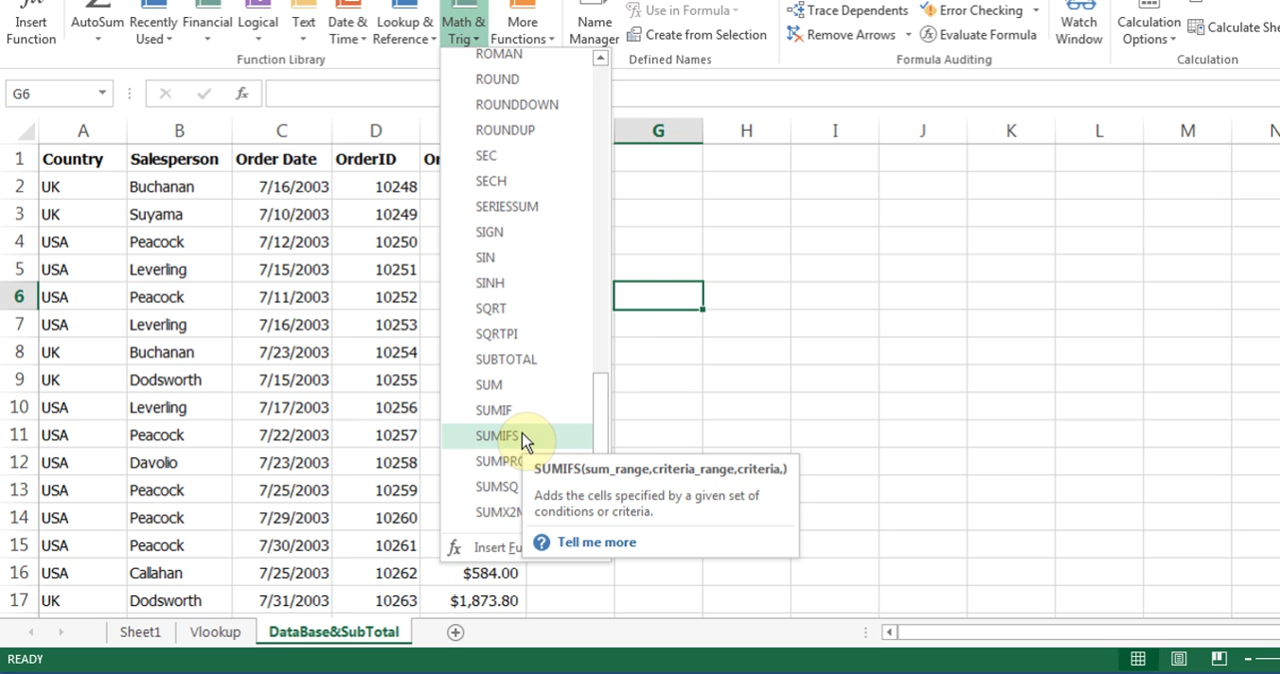 Insert Function
AutoSum
Recently Used
Financial
Logical
Text
Date & Time
Lookup & Reference
Math & Trig
More Functions
Function Library
Name Manager
Use in Formula
Create from Selection
Defined Names
Trace Dependents
Remove Arrows
Error Checking
Evaluate Formula
Formula Auditing
Watch Window
Calculation Options
Calculate She
Calculation
G6
fx
A B C D G H I J K L M N
1 Country Salesperson Order Date OrderID Or
2 UK Buchanan 7/16/2003 10248
3 UK Suyama 7/10/2003 10249
4 USA Peacock 7/12/2003 10250
5 USA Leverling 7/15/2003 10251
6 USA Peacock 7/11/2003 10252
7 USA Leverling 7/16/2003 10253
8 UK Buchanan 7/23/2003 10254
9 UK Dodsworth 7/15/2003 10255
10 USA Leverling 7/17/2003 10256
11 USA Peacock 7/22/2003 10257
12 USA Davolio 7/23/2003 10258
13 USA Peacock 7/25/2003 10259
14 USA Peacock 7/29/2003 10260
15 USA Peacock 7/30/2003 10261
16 USA Callahan 7/25/2003 10262 $584.00
17 UK Dodsworth 7/31/2003 10263 $1,873.80
ROMAN
ROUND
ROUNDDOWN
ROUNDUP
SEC
SECH
SERIESSUM
SIGN
SIN
SINH
SQRT
SQRTPI
SUBTOTAL
SUM
SUMIF
SUMIFS
SUMPRO
SUMSQ
SUMX2M
fx Insert Fu
SUMIFS(sum_range,criteria_range,criteria,)
Adds the cells specified by a given set of
conditions or criteria.
Tell me more
Sheet1 Vlookup DataBase&SubTotal
READY